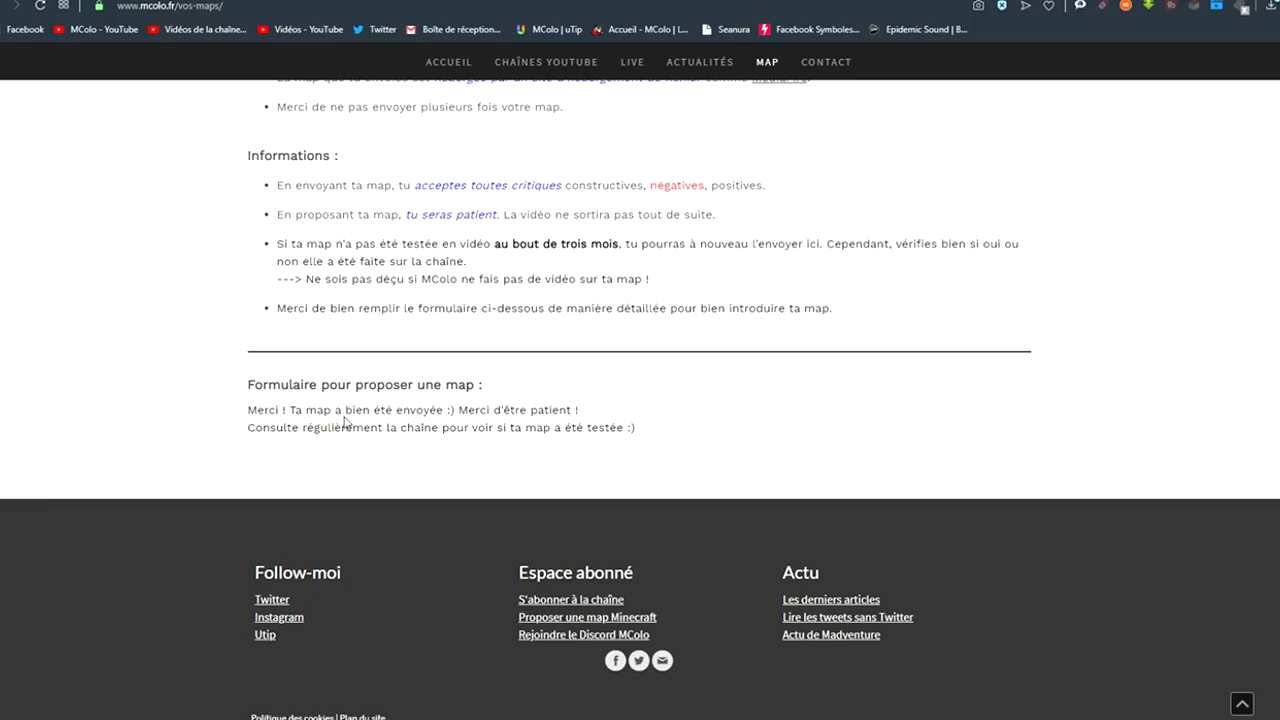 www.mcolo.fr/vos-maps/
Facebook MColo - YouTube Vidéos de la chaîne... Vidéos - YouTube Twitter Boîte de réception... MColo | uTip Accueil - MColo | L... Seanura Facebook Symboles... Epidemic Sound | B...
ACCUEIL CHAÎNES YOUTUBE LIVE ACTUALITÉS MAP CONTACT
La map que tu envoies est hébergée par un site d'hébergement de fichier comme
• Merci de ne pas envoyer plusieurs fois votre map.
Informations :
• En envoyant ta map, tu acceptes toutes critiques constructives, négatives, positives.
• En proposant ta map, tu seras patient. La vidéo ne sortira pas tout de suite.
• Si ta map n'a pas été testée en vidéo au bout de trois mois, tu pourras à nouveau l'envoyer ici. Cependant, vérifies bien si oui ou
non elle a été faite sur la chaîne.
---> Ne sois pas déçu si MColo ne fais pas de vidéo sur ta map !
• Merci de bien remplir le formulaire ci-dessous de manière détaillée pour bien introduire ta map.
Formulaire pour proposer une map :
Merci ! Ta map a bien été envoyée :) Merci d'être patient !
Consulte régulièrement la chaîne pour voir si ta map a été testée :)
Follow-moi
Twitter
Instagram
Utip
Espace abonné
S'abonner à la chaîne
Proposer une map Minecraft
Rejoindre le Discord MColo
Actu
Les derniers articles
Lire les tweets sans Twitter
Actu de Madventure
Politique des cookies | Plan du site